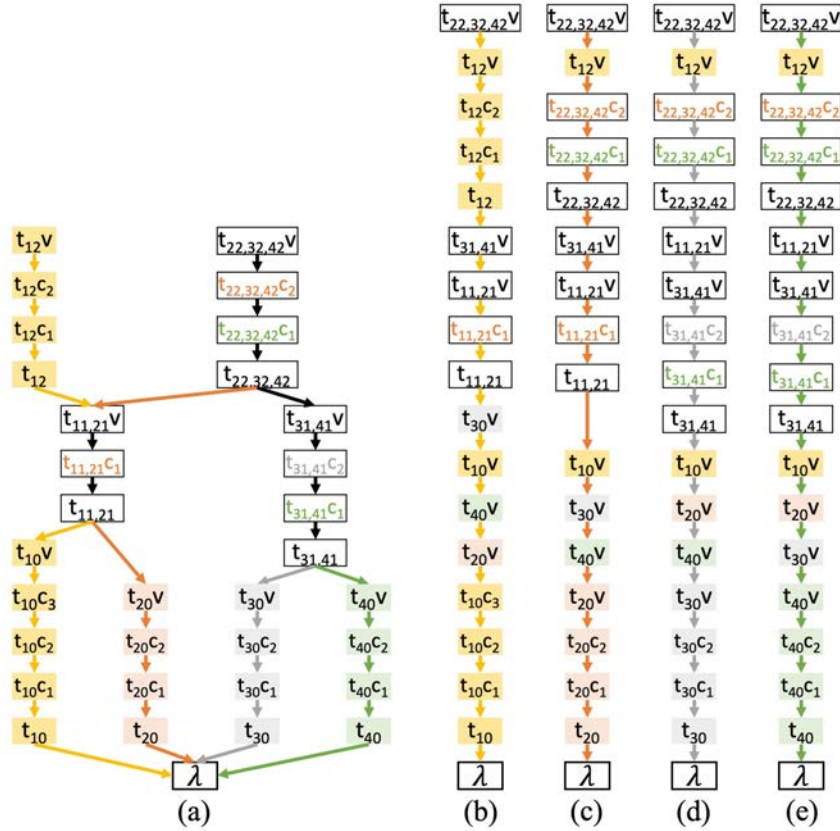 t12v
t12c2
t12c1
t12
t22,32,42v
t22,32,42c2
t22,32,42c1
t22,32,42
t11,21v
t11,21c1
t11,21
t31,41v
t31,41c2
t31,41c1
t31,41
t10v
t10c3
t10c2
t10c1
t10
t20v
t20c2
t20c1
t20
t30v
t30c2
t30c1
t30
t40v
t40c2
t40c1
t40
λ
(a)
t22,32,42v
t12v
t12c2
t12c1
t12
t31,41v
t11,21v
t11,21c1
t11,21
t30v
t10v
t40v
t20v
t10c3
t10c2
t10c1
t10
λ
(b)
t22,32,42v
t12v
t22,32,42c2
t22,32,42c1
t22,32,42
t31,41v
t11,21v
t11,21c1
t11,21
t10v
t30v
t40v
t20v
t20c2
t20c1
t20
λ
(c)
t22,32,42v
t12v
t22,32,42c2
t22,32,42c1
t22,32,42
t11,21v
t31,41v
t31,41c2
t31,41c1
t31,41
t10v
t20v
t40v
t30v
t30c2
t30c1
t30
λ
(d)
t22,32,42v
t12v
t22,32,42c2
t22,32,42c1
t22,32,42
t11,21v
t31,41v
t31,41c2
t31,41c1
t31,41
t10v
t20v
t30v
t40v
t40c2
t40c1
t40
λ
(e)